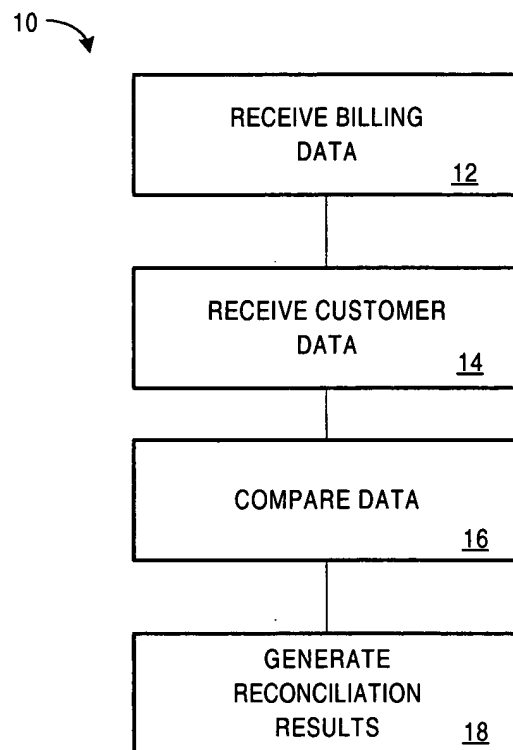 10
RECEIVE BILLING
DATA
12
RECEIVE CUSTOMER
DATA
14
COMPARE DATA
16
GENERATE
RECONCILIATION
RESULTS
18